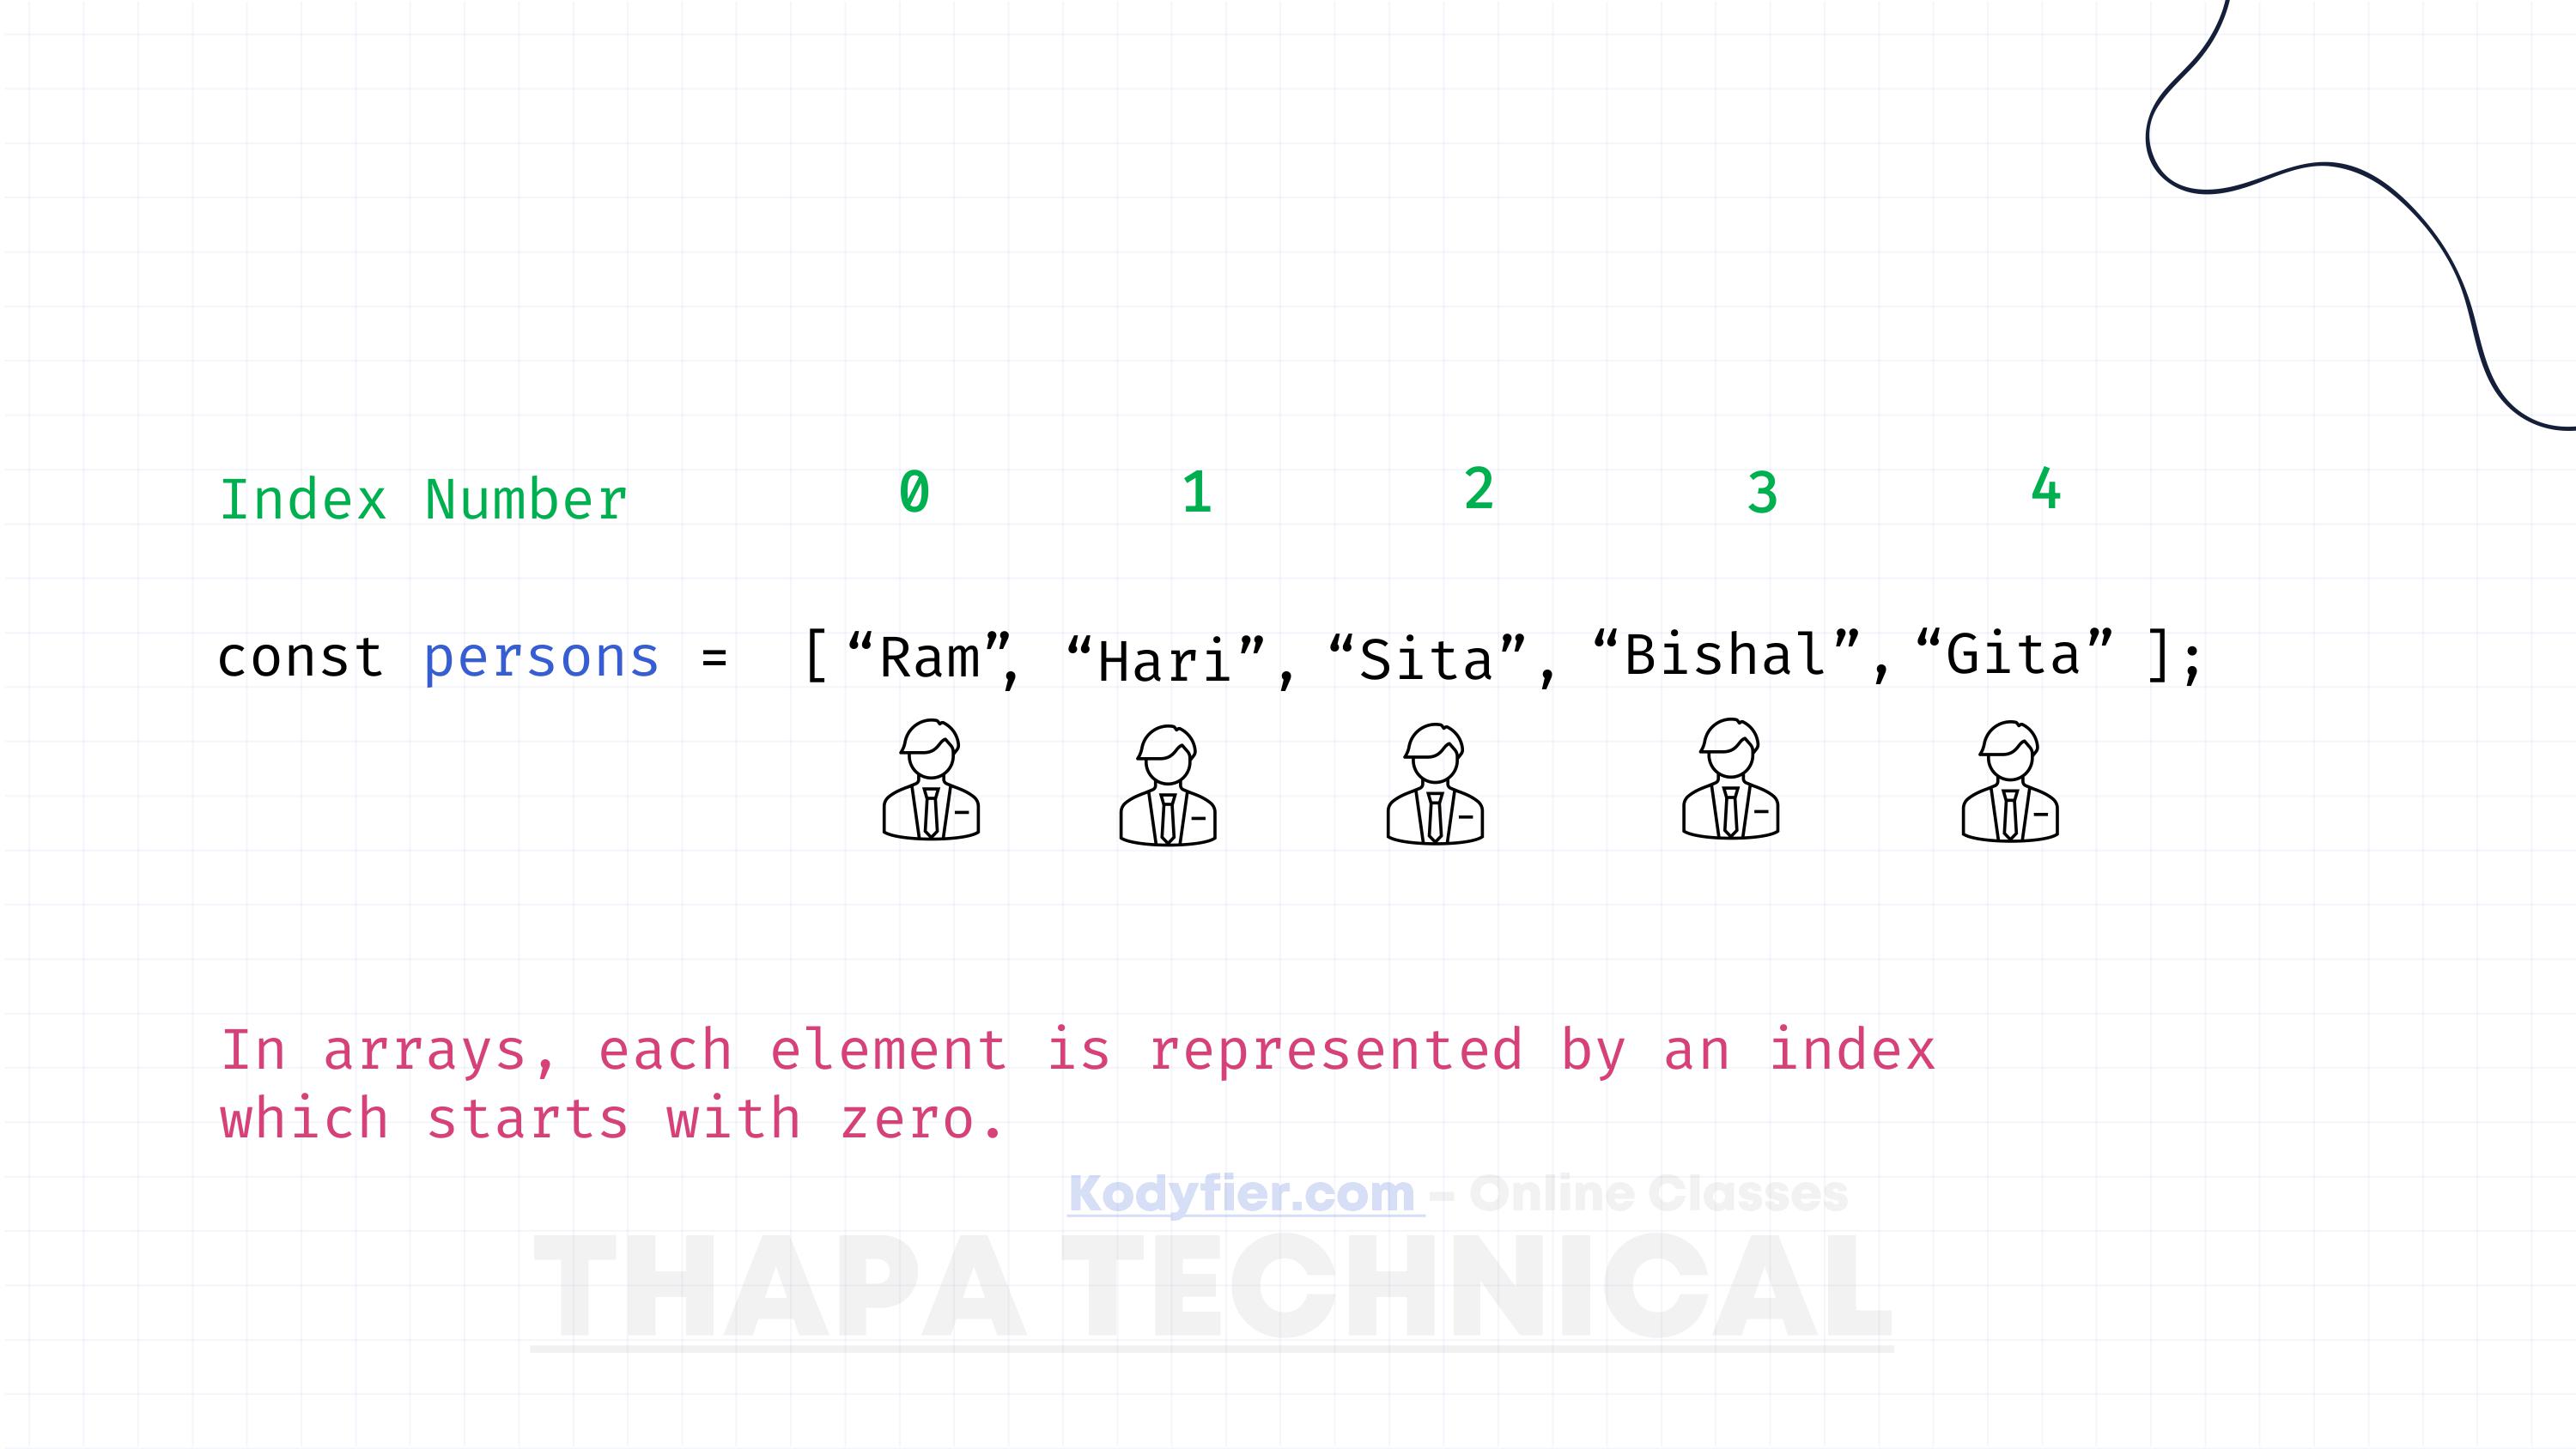 Index Number 0 1 2 3 4
const persons = [ “Ram”, “Hari”, “Sita”, “Bishal”, “Gita” ];
In arrays, each element is represented by an index
which starts with zero.
Kodyfier.com - Online Classes
THAPA TECHNICAL